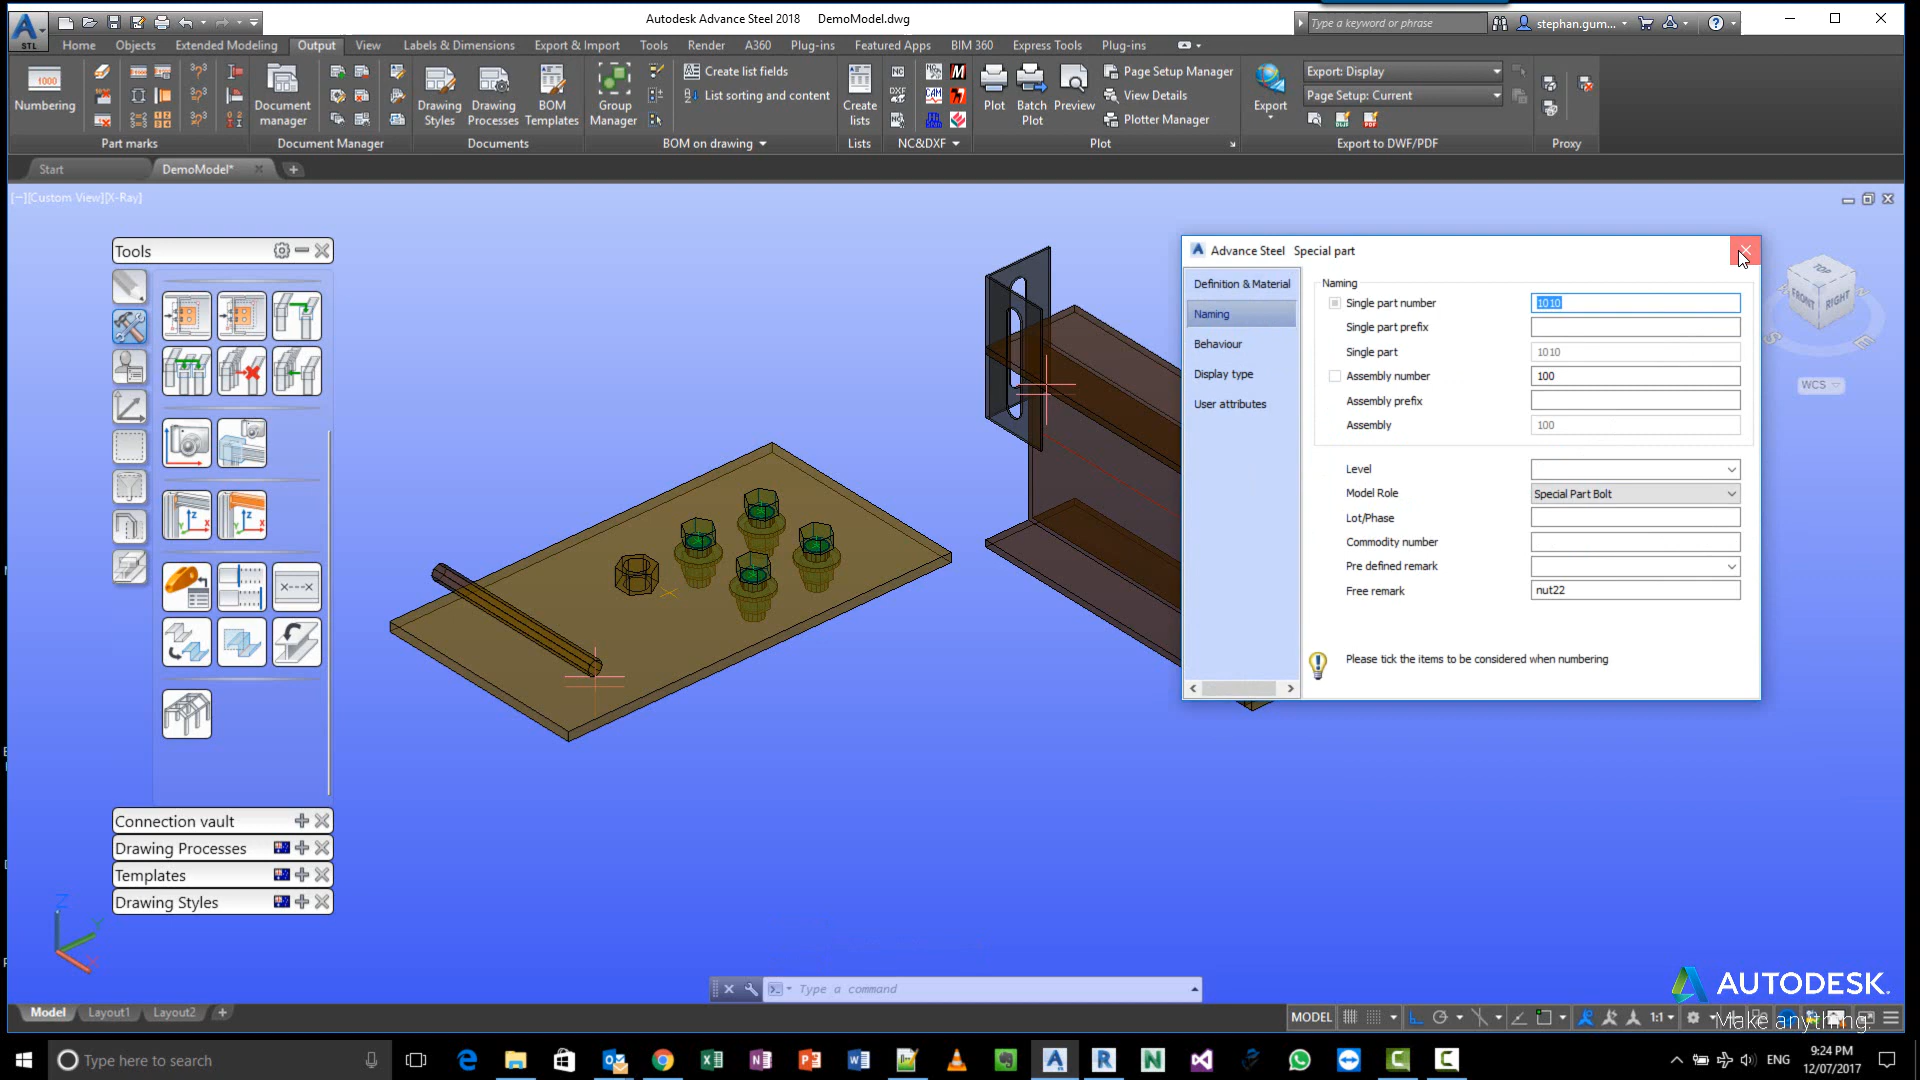 Autodesk Advance Steel 2018 DemoModel.dwg
Type a keyword or phrase
stephan.gum...
STL
Home Objects Extended Modeling Output View Labels & Dimensions Export & Import Tools Render A360 Plug-ins Featured Apps BIM 360 Express Tools Plug-ins
Numbering
Document manager
Drawing Styles
Drawing Processes
BOM Templates
Group Manager
Create list fields
List sorting and content
Create lists
Plot
Batch Plot
Preview
Page Setup Manager
View Details
Plotter Manager
Export
Export: Display
Page Setup: Current
Part marks
Document Manager
Documents
BOM on drawing
Lists
NC&DXF
Plot
Export to DWF/PDF
Proxy
Start
DemoModel*
[−][Custom View][X-Ray]
Tools
Connection vault
Drawing Processes
Templates
Drawing Styles
Advance Steel Special part
Definition & Material
Naming
Behaviour
Display type
User attributes
Naming
Single part number 1010
Single part prefix
Single part 1010
Assembly number 100
Assembly prefix
Assembly 100
Level
Model Role Special Part Bolt
Lot/Phase
Commodity number
Pre defined remark
Free remark nut22
Please tick the items to be considered when numbering
TOP
FRONT
RIGHT
S
E
WCS
Z
Y
X
Type a command
AUTODESK.
Make anything.
Model Layout1 Layout2
MODEL
1:1
Type here to search
ENG
9:24 PM
12/07/2017